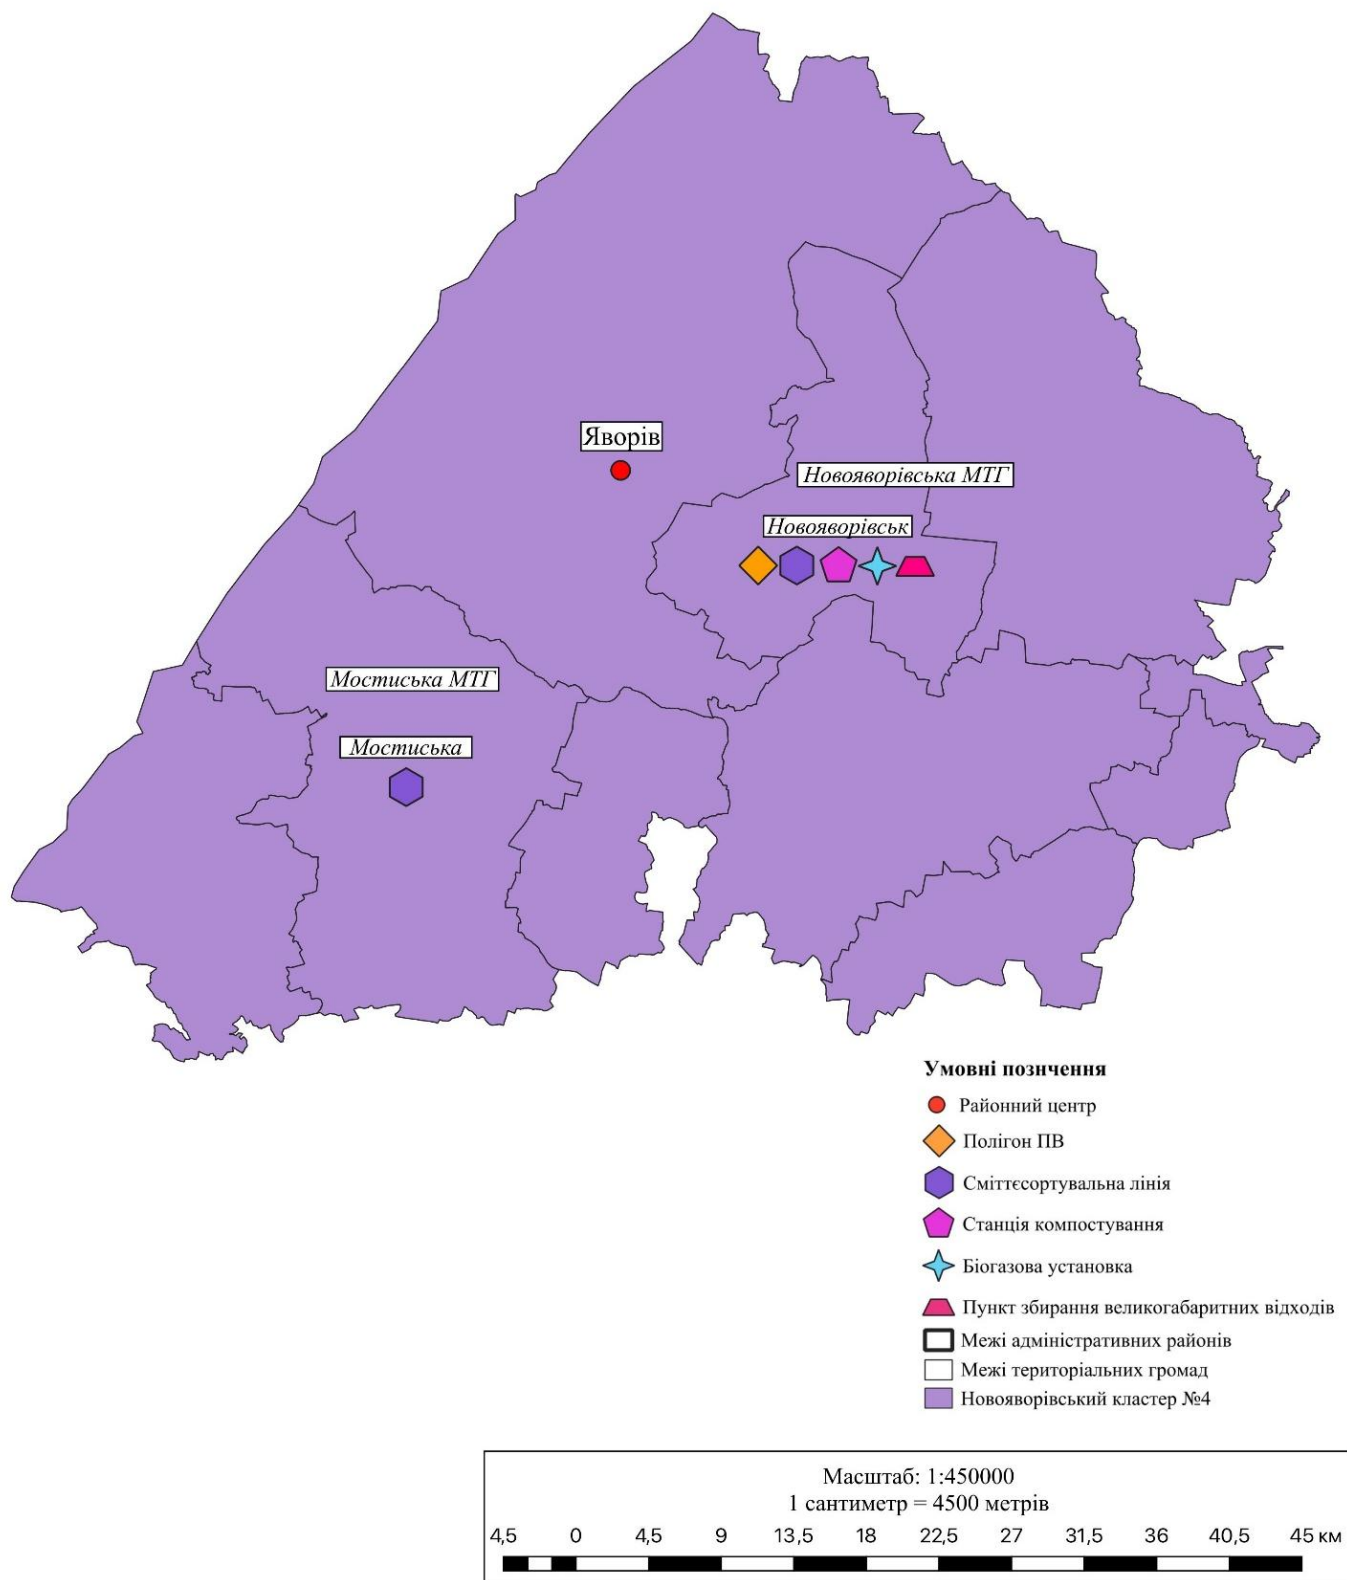 Яворів
Новояворівська МТГ
Новояворівськ
Мостиська МТГ
Мостиська
Умовні позначення
Районний центр
Полігон ПВ
Сміттєсортувальна лінія
Станція компостування
Біогазова установка
Пункт збирання великогабаритних відходів
Межі адміністративних районів
Межі територіальних громад
Новояворівський кластер №4
Масштаб: 1:450000
1 сантиметр = 4500 метрів
4,5 0 4,5 9 13,5 18 22,5 27 31,5 36 40,5 45 км